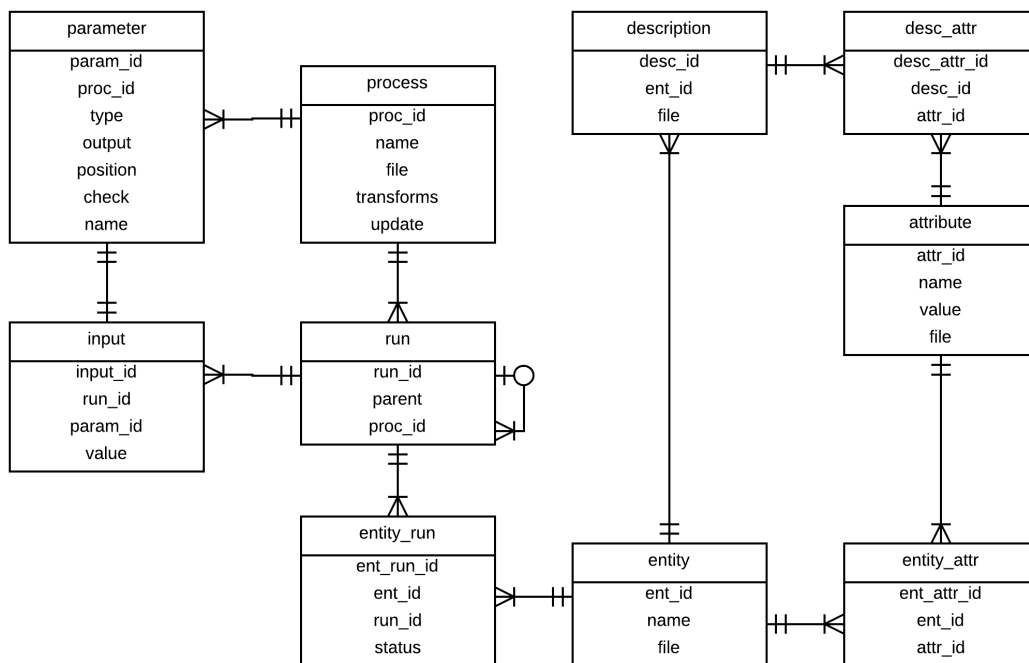 parameter
param_id
proc_id
type
output
position
check
name
process
proc_id
name
file
transforms
update
description
desc_id
ent_id
file
desc_attr
desc_attr_id
desc_id
attr_id
attribute
attr_id
name
value
file
input
input_id
run_id
param_id
value
run
run_id
parent
proc_id
entity_run
ent_run_id
ent_id
run_id
status
entity
ent_id
name
file
entity_attr
ent_attr_id
ent_id
attr_id